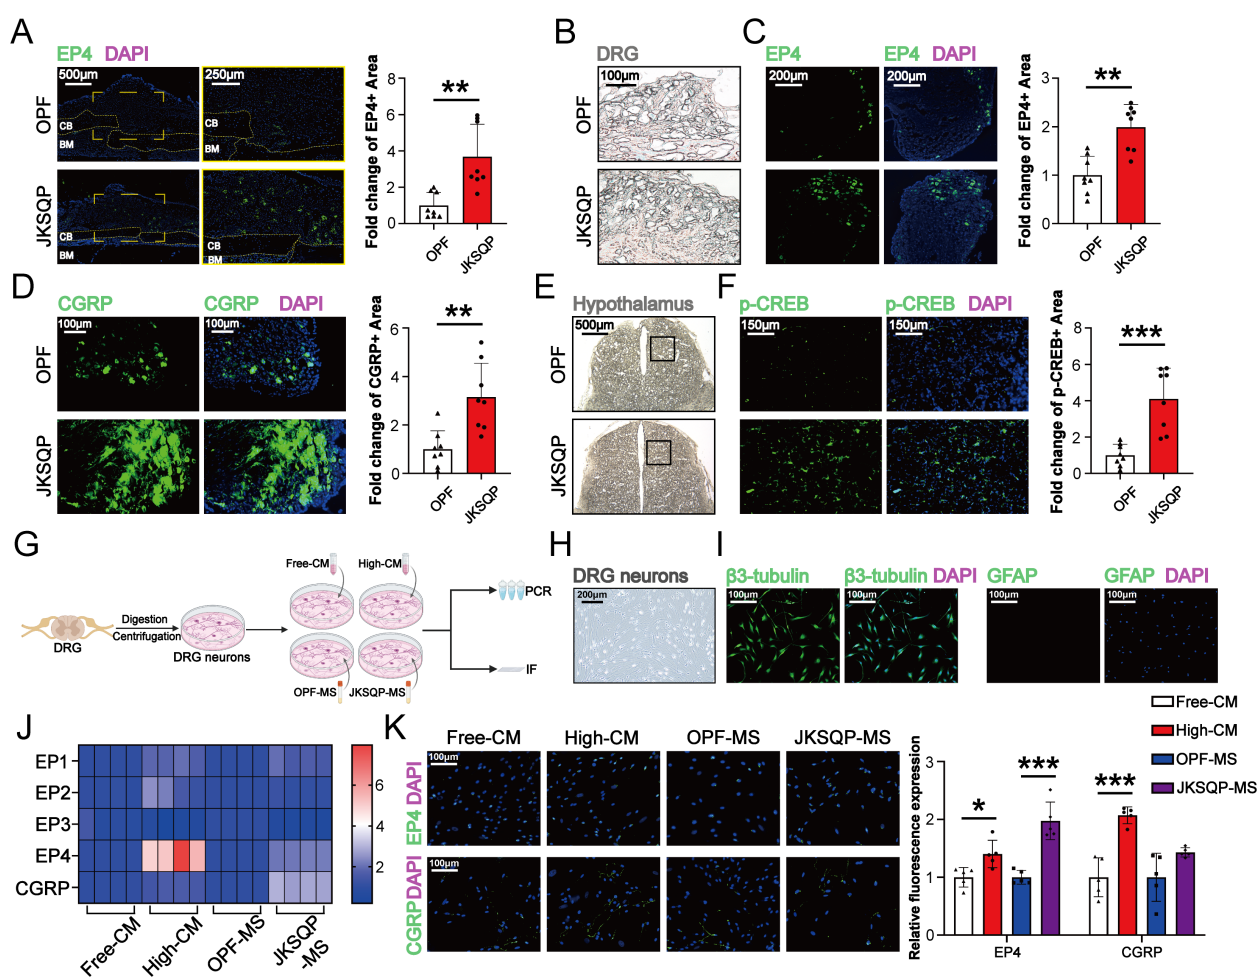 A
EP4 DAPI
500μm
250μm
OPF
CB
BM
CB
BM
JKSQP
CB
BM
CB
BM
Fold change of EP4+ Area
8
6
4
2
0
**
OPF
JKSQP
B
DRG
100μm
OPF
JKSQP
C
EP4
EP4 DAPI
200μm
200μm
OPF
JKSQP
Fold change of EP4+ Area
3
2
1
0
**
OPF
JKSQP
D
CGRP
CGRP DAPI
100μm
100μm
OPF
JKSQP
Fold change of CGRP+ Area
6
4
2
0
**
OPF
JKSQP
E
Hypothalamus
500μm
OPF
JKSQP
F
p-CREB
p-CREB DAPI
150μm
150μm
Fold change of p-CREB+ Area
8
6
4
2
0
***
OPF
JKSQP
G
DRG
Digestion
Centrifugation
DRG neurons
Free-CM
High-CM
OPF-MS
JKSQP-MS
PCR
IF
H
DRG neurons
200μm
I
β3-tubulin
β3-tubulin DAPI
GFAP
GFAP DAPI
100μm
100μm
100μm
100μm
J
EP1
EP2
EP3
EP4
CGRP
Free-CM
High-CM
OPF-MS
JKSQP
-MS
6
4
2
K
Free-CM
High-CM
OPF-MS
JKSQP-MS
EP4 DAPI
100μm
CGRP DAPI
100μm
Relative fluorescence expression
3
2
1
0
*
***
***
EP4
CGRP
Free-CM
High-CM
OPF-MS
JKSQP-MS